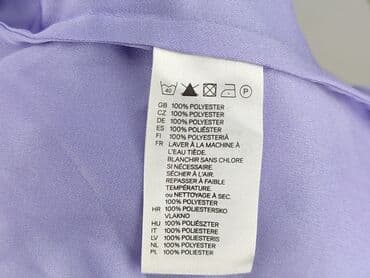 40 P
GB 100% POLYESTER
CZ 100% POLYESTER
DE 100% POLYESTER
ES 100% POLIÉSTER
FI 100% POLYESTERIÄ
FR LAVER À LA MACHINE À
L'EAU TIÈDE.
BLANCHIR SANS CHLORE
SI NÉCESSAIRE.
SÉCHER À L'AIR.
REPASSER À FAIBLE
TEMPÉRATURE
ou NETTOYAGE À SEC.
100% POLYESTER
HR 100% POLIESTERSKO
VLAKNO
HU 100% POLIÉSZTER
IT 100% POLIESTERE
LV 100% POLIESTERIS
NL 100% POLYESTER
PL 100% POLIESTER